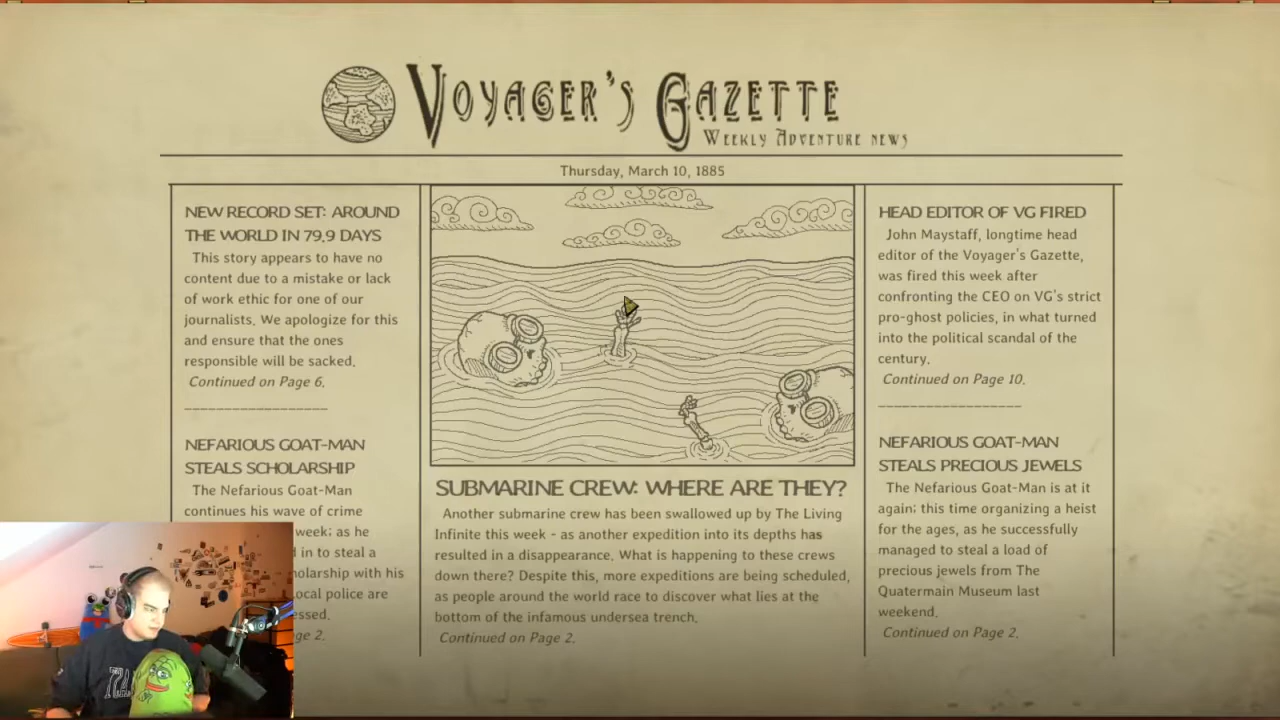 VOYAGER'S GAZETTE
WEEKLY ADVENTURE NEWS
Thursday, March 10, 1885
NEW RECORD SET: AROUND
THE WORLD IN 79,9 DAYS
This story appears to have no
content due to a mistake or lack
of work ethic for one of our
journalists. We apologize for this
and ensure that the ones
responsible will be sacked.
Continued on Page 6.
NEFARIOUS GOAT-MAN
STEALS SCHOLARSHIP
The Nefarious Goat-Man
continues his wave of crime
week; as he
in to steal a
with his
police are
2.
SUBMARINE CREW: WHERE ARE THEY?
Another submarine crew has been swallowed up by The Living
Infinite this week - as another expedition into its depths has
resulted in a disappearance. What is happening to these crews
down there? Despite this, more expeditions are being scheduled,
as people around the world race to discover what lies at the
bottom of the infamous undersea trench.
Continued on Page 2.
HEAD EDITOR OF VG FIRED
John Maystaff, longtime head
editor of the Voyager's Gazette,
was fired this week after
confronting the CEO on VG's strict
pro-ghost policies, in what turned
into the political scandal of the
century.
Continued on Page 10.
NEFARIOUS GOAT-MAN
STEALS PRECIOUS JEWELS
The Nefarious Goat-Man is at it
again; this time organizing a heist
for the ages, as he successfully
managed to steal a load of
precious jewels from The
Quatermain Museum last
weekend.
Continued on Page 2.